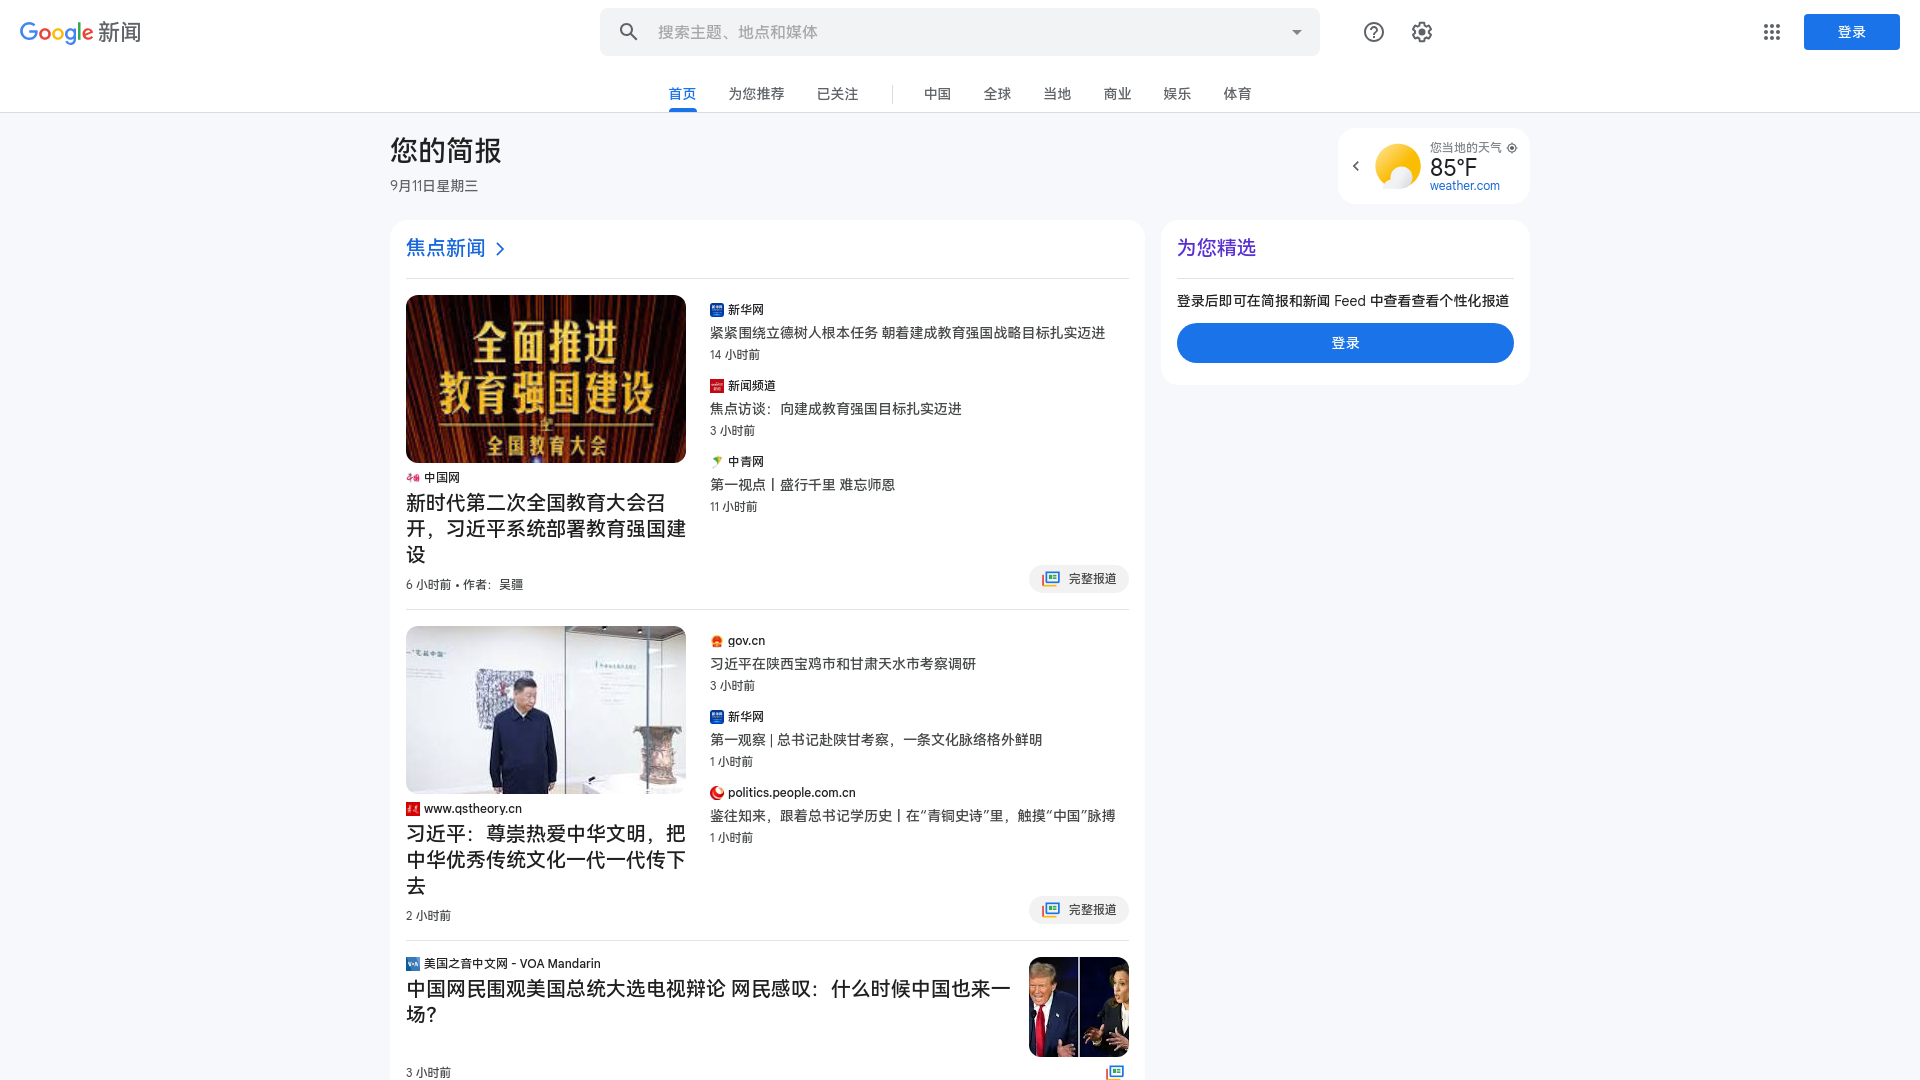 Google 新闻
搜索主题、地点和媒体
登录
首页
为您推荐
已关注
中国
全球
当地
商业
娱乐
体育
您的简报
9月11日星期三
您当地的天气
85°F
weather.com
焦点新闻
全面推进
教育强国建设
全国教育大会
中国网
新时代第二次全国教育大会召
开，习近平系统部署教育强国建
设
6 小时前 • 作者：吴疆
新华网
紧紧围绕立德树人根本任务 朝着建成教育强国战略目标扎实迈进
14 小时前
新闻频道
焦点访谈：向建成教育强国目标扎实迈进
3 小时前
中青网
第一视点丨盛行千里 难忘师恩
11 小时前
完整报道
www.qstheory.cn
习近平：尊崇热爱中华文明，把
中华优秀传统文化一代一代传下
去
2 小时前
gov.cn
习近平在陕西宝鸡市和甘肃天水市考察调研
3 小时前
新华网
第一观察 | 总书记赴陕甘考察，一条文化脉络格外鲜明
1 小时前
politics.people.com.cn
鉴往知来，跟着总书记学历史丨在“青铜史诗”里，触摸“中国”脉搏
1 小时前
完整报道
美国之音中文网 - VOA Mandarin
中国网民围观美国总统大选电视辩论 网民感叹：什么时候中国也来一
场？
3 小时前
为您精选
登录后即可在简报和新闻 Feed 中查看查看个性化报道
登录